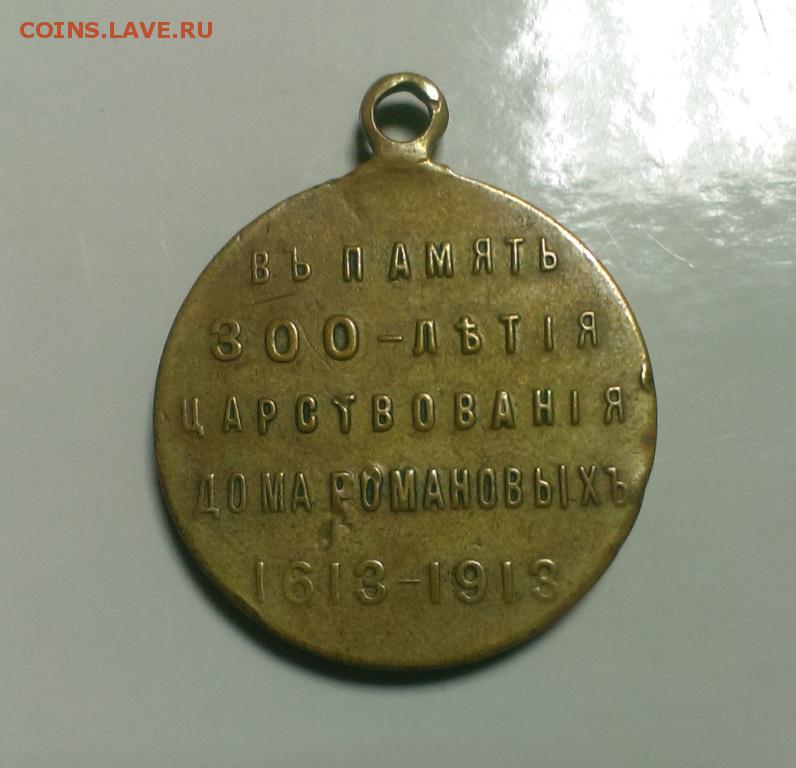 COINS.LAVE.RU
ВЪ ПАМЯТЬ
300-ЛѢТІЯ
ЦАРСТВОВАНІЯ
ДОМА РОМАНОВЫХЪ
1613-1913